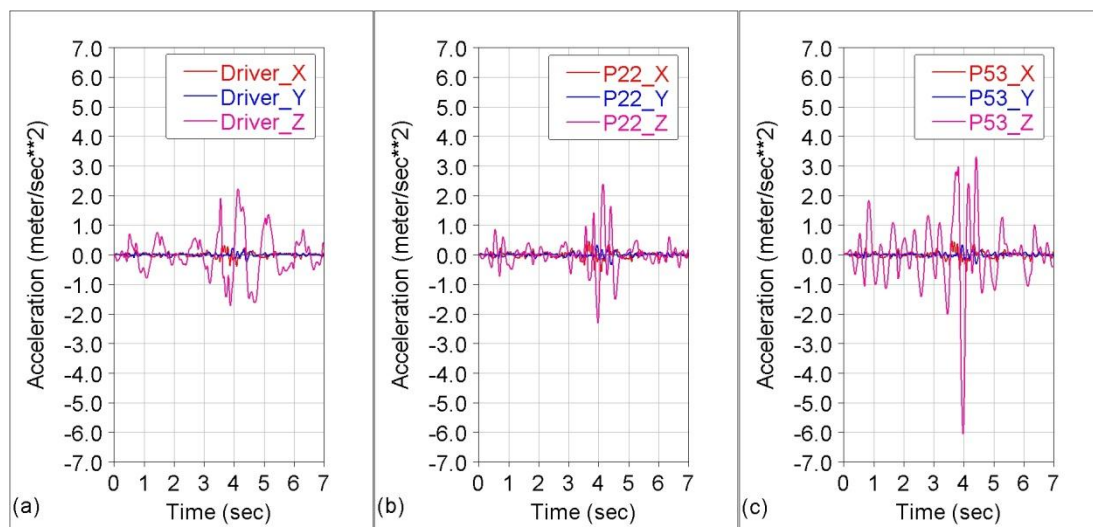 Acceleration (meter/sec**2)
7.0
6.0
5.0
4.0
3.0
2.0
1.0
0.0
-1.0
-2.0
-3.0
-4.0
-5.0
-6.0
-7.0
Driver_X
Driver_Y
Driver_Z
0 1 2 3 4 5 6 7
Time (sec)
(a)
Acceleration (meter/sec**2)
7.0
6.0
5.0
4.0
3.0
2.0
1.0
0.0
-1.0
-2.0
-3.0
-4.0
-5.0
-6.0
-7.0
P22_X
P22_Y
P22_Z
0 1 2 3 4 5 6 7
Time (sec)
(b)
Acceleration (meter/sec**2)
7.0
6.0
5.0
4.0
3.0
2.0
1.0
0.0
-1.0
-2.0
-3.0
-4.0
-5.0
-6.0
-7.0
P53_X
P53_Y
P53_Z
0 1 2 3 4 5 6 7
Time (sec)
(c)